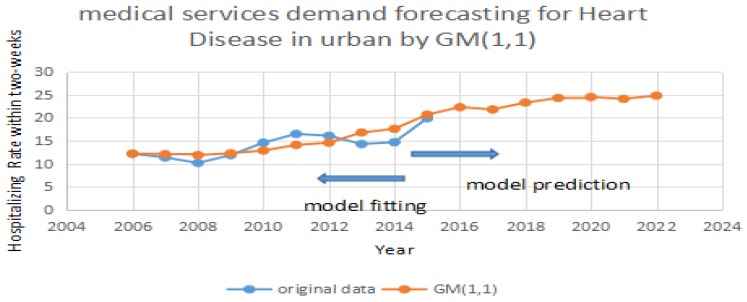 medical services demand forecasting for Heart
Disease in urban by GM(1,1)
Hospitalizing Rate within two-weeks
30
25
20
15
10
5
0
model prediction
model fitting
2004 2006 2008 2010 2012 2014 2016 2018 2020 2022 2024
Year
original data GM(1,1)